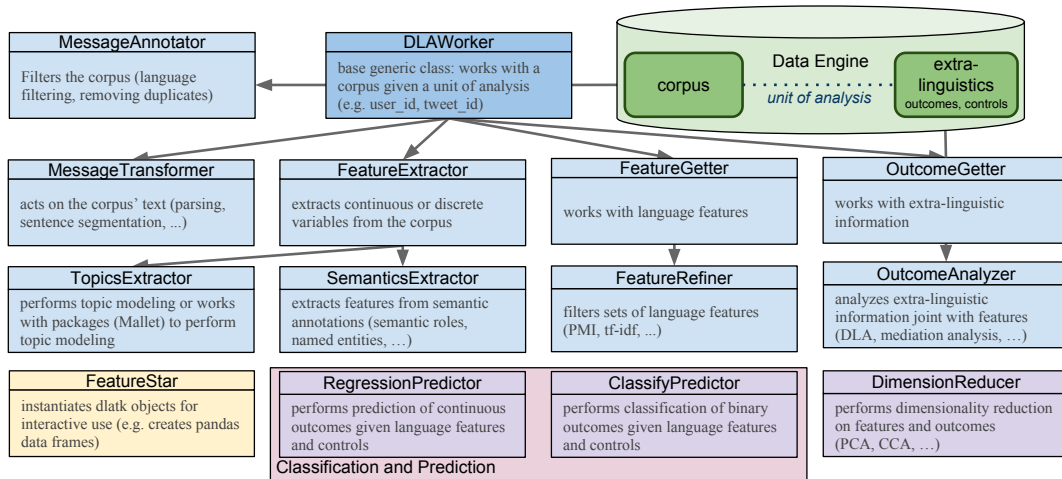 MessageAnnotator
Filters the corpus (language
filtering, removing duplicates)
DLAWorker
base generic class: works with a
corpus given a unit of analysis
(e.g. user_id, tweet_id)
Data Engine
corpus
unit of analysis
extra-
linguistics
outcomes, controls
MessageTransformer
acts on the corpus’ text (parsing,
sentence segmentation, ...)
FeatureExtractor
extracts continuous or discrete
variables from the corpus
FeatureGetter
works with language features
OutcomeGetter
works with extra-linguistic
information
TopicsExtractor
performs topic modeling or works
with packages (Mallet) to perform
topic modeling
SemanticsExtractor
extracts features from semantic
annotations (semantic roles,
named entities, …)
FeatureRefiner
filters sets of language features
(PMI, tf-idf, ...)
OutcomeAnalyzer
analyzes extra-linguistic
information joint with features
(DLA, mediation analysis, …)
FeatureStar
instantiates dlatk objects for
interactive use (e.g. creates pandas
data frames)
RegressionPredictor
performs prediction of continuous
outcomes given language features
and controls
ClassifyPredictor
performs classification of binary
outcomes given language features
and controls
Classification and Prediction
DimensionReducer
performs dimensionality reduction
on features and outcomes
(PCA, CCA, …)